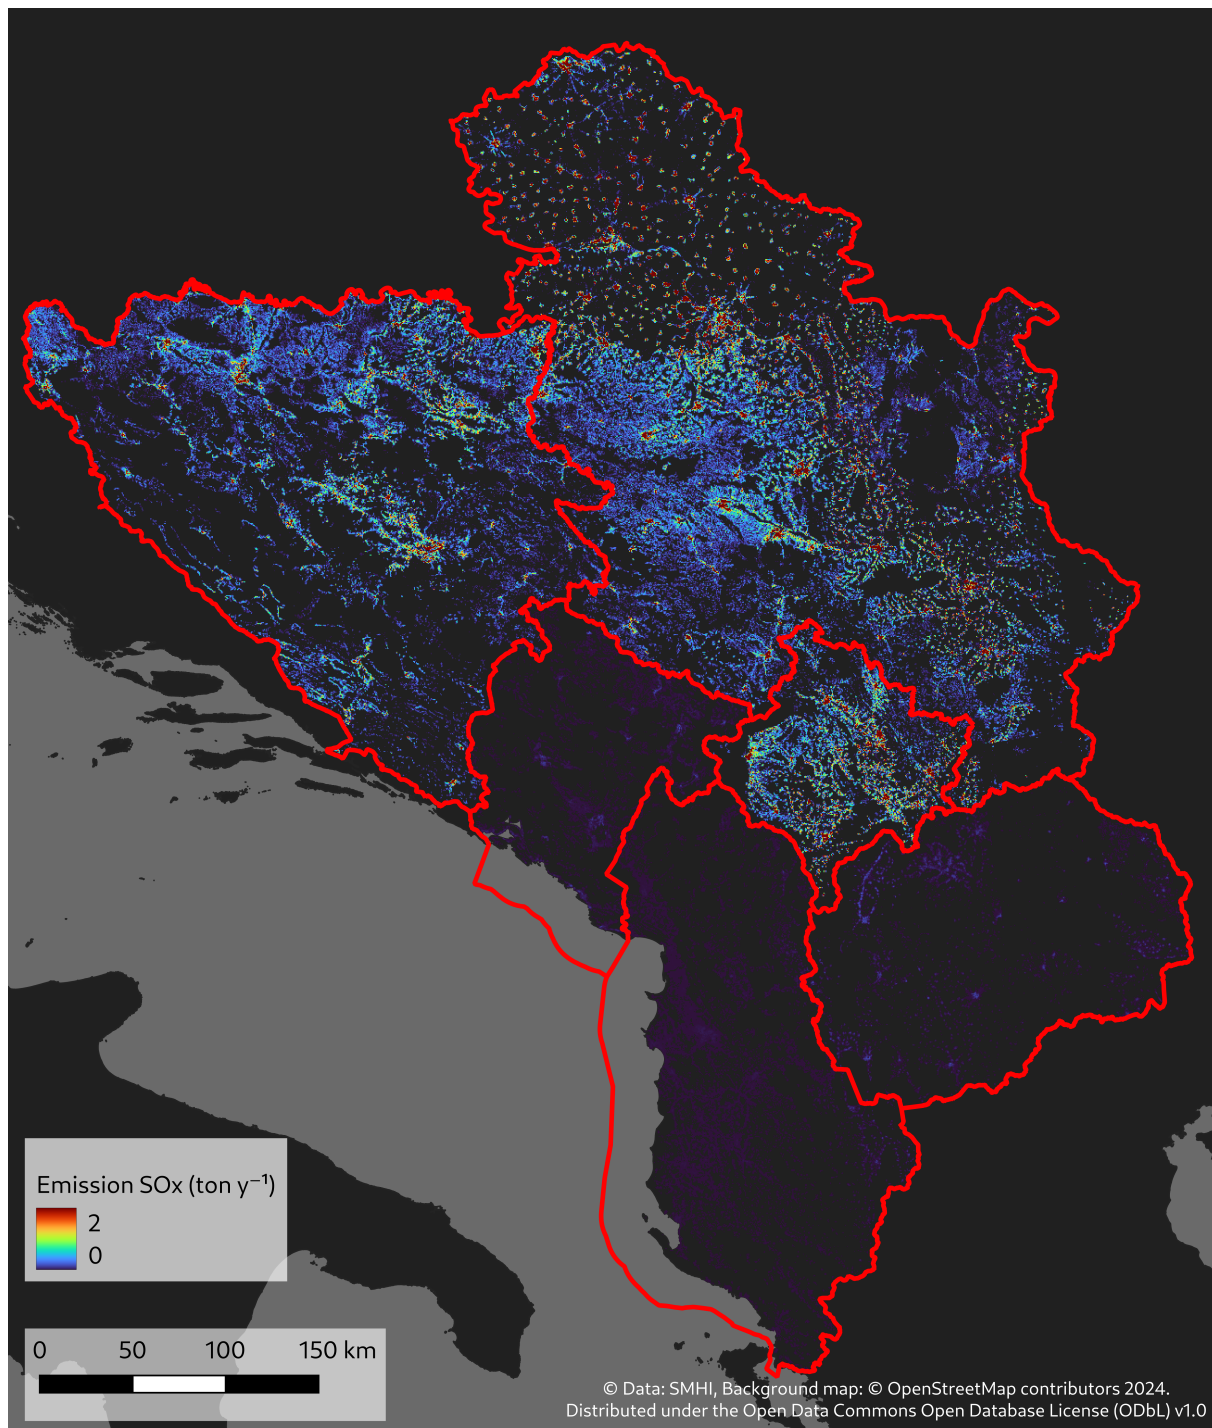 Emission SOx (ton y⁻¹)
2
0
0 50 100 150 km
© Data: SMHI, Background map: © OpenStreetMap contributors 2024.
Distributed under the Open Data Commons Open Database License (ODbL) v1.0